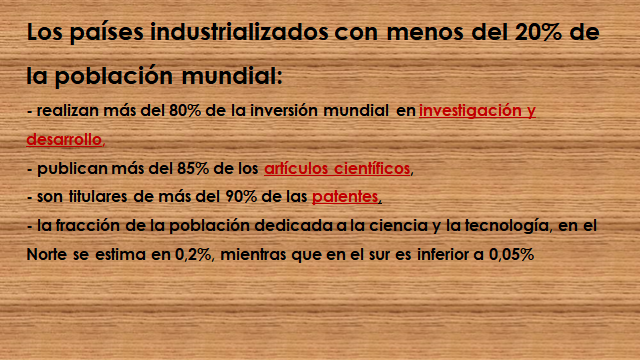 Los países industrializados con menos del 20% de
la población mundial:
- realizan más del 80% de la inversión mundial en investigación y
desarrollo,
- publican más del 85% de los artículos científicos,
- son titulares de más del 90% de las patentes,
- la fracción de la población dedicada a la ciencia y la tecnología, en el
Norte se estima en 0,2%, mientras que en el sur es inferior a 0,05%